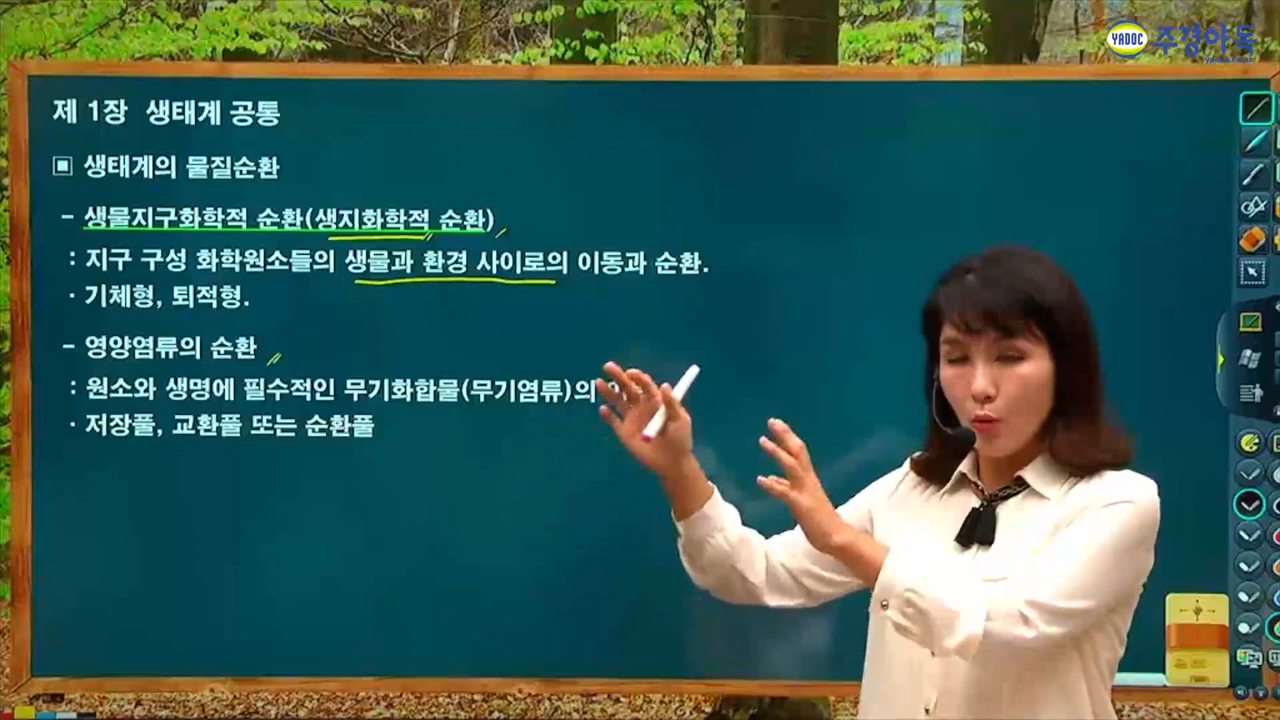 YADOC 주경야독
제 1장 생태계 공통
▣ 생태계의 물질순환
- 생물지구화학적 순환(생지화학적 순환)
: 지구 구성 화학원소들의 생물과 환경 사이로의 이동과 순환.
· 기체형, 퇴적형.
- 영양염류의 순환
: 원소와 생명에 필수적인 무기화합물(무기염류)의
· 저장풀, 교환풀 또는 순환풀